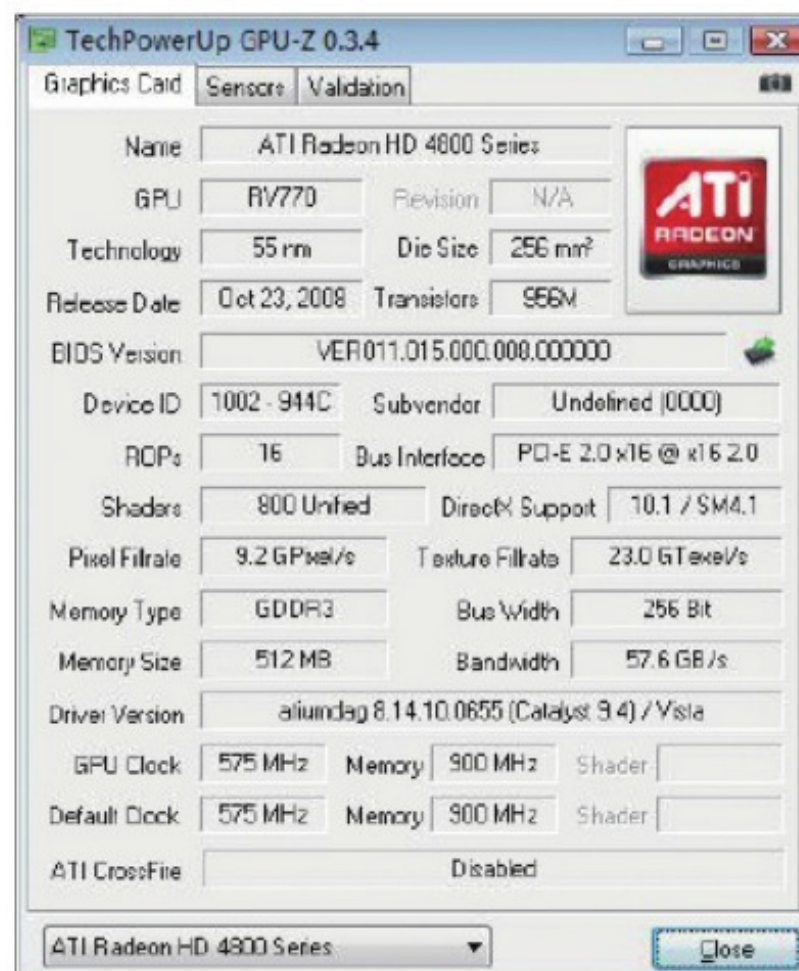 TechPowerUp GPU-Z 0.3.4
Graphics Card Sensors Validation
Name ATI Radeon HD 4800 Series
GPU RV770 Revision N/A
Technology 55 nm Die Size 256 mm²
Release Date Oct 23, 2008 Transistors 956M
BIOS Version VER011.015.000.008.000000
Device ID 1002 - 944C Subvendor Undefined (0000)
ROPs 16 Bus Interface PCI-E 2.0 x16 @ x16 2.0
Shaders 800 Unified DirectX Support 10.1 / SM4.1
Pixel Fillrate 9.2 GPixel/s Texture Fillrate 23.0 GTexel/s
Memory Type GDDR3 Bus Width 256 Bit
Memory Size 512 MB Bandwidth 57.6 GB/s
Driver Version atiumdag 8.14.10.0655 (Catalyst 9.4) / Vista
GPU Clock 575 MHz Memory 900 MHz Shader
Default Clock 575 MHz Memory 900 MHz Shader
ATI CrossFire Disabled
ATI Radeon HD 4800 Series Close
ATI
RADEON
GRAPHICS